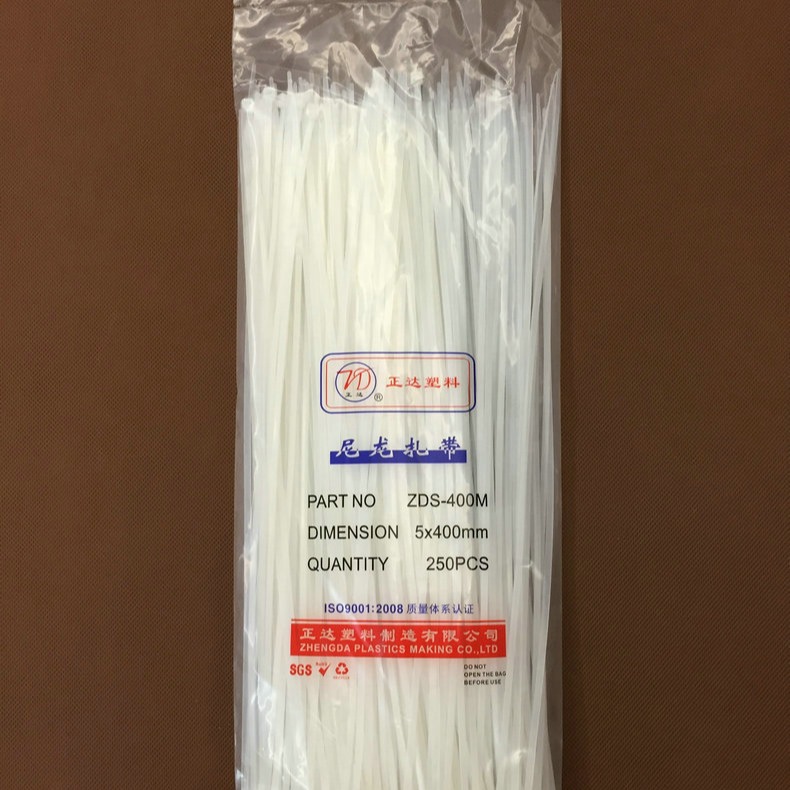 ZD 正达塑料
正达 ®
尼龙扎带
PART NO ZDS-400M
DIMENSION 5x400mm
QUANTITY 250PCS
ISO9001:2008 质量体系认证
正达塑料制造有限公司
ZHENGDA PLASTICS MAKING CO.,LTD
SGS RoHS
DO NOT
OPEN THE BAG
BEFORE USE